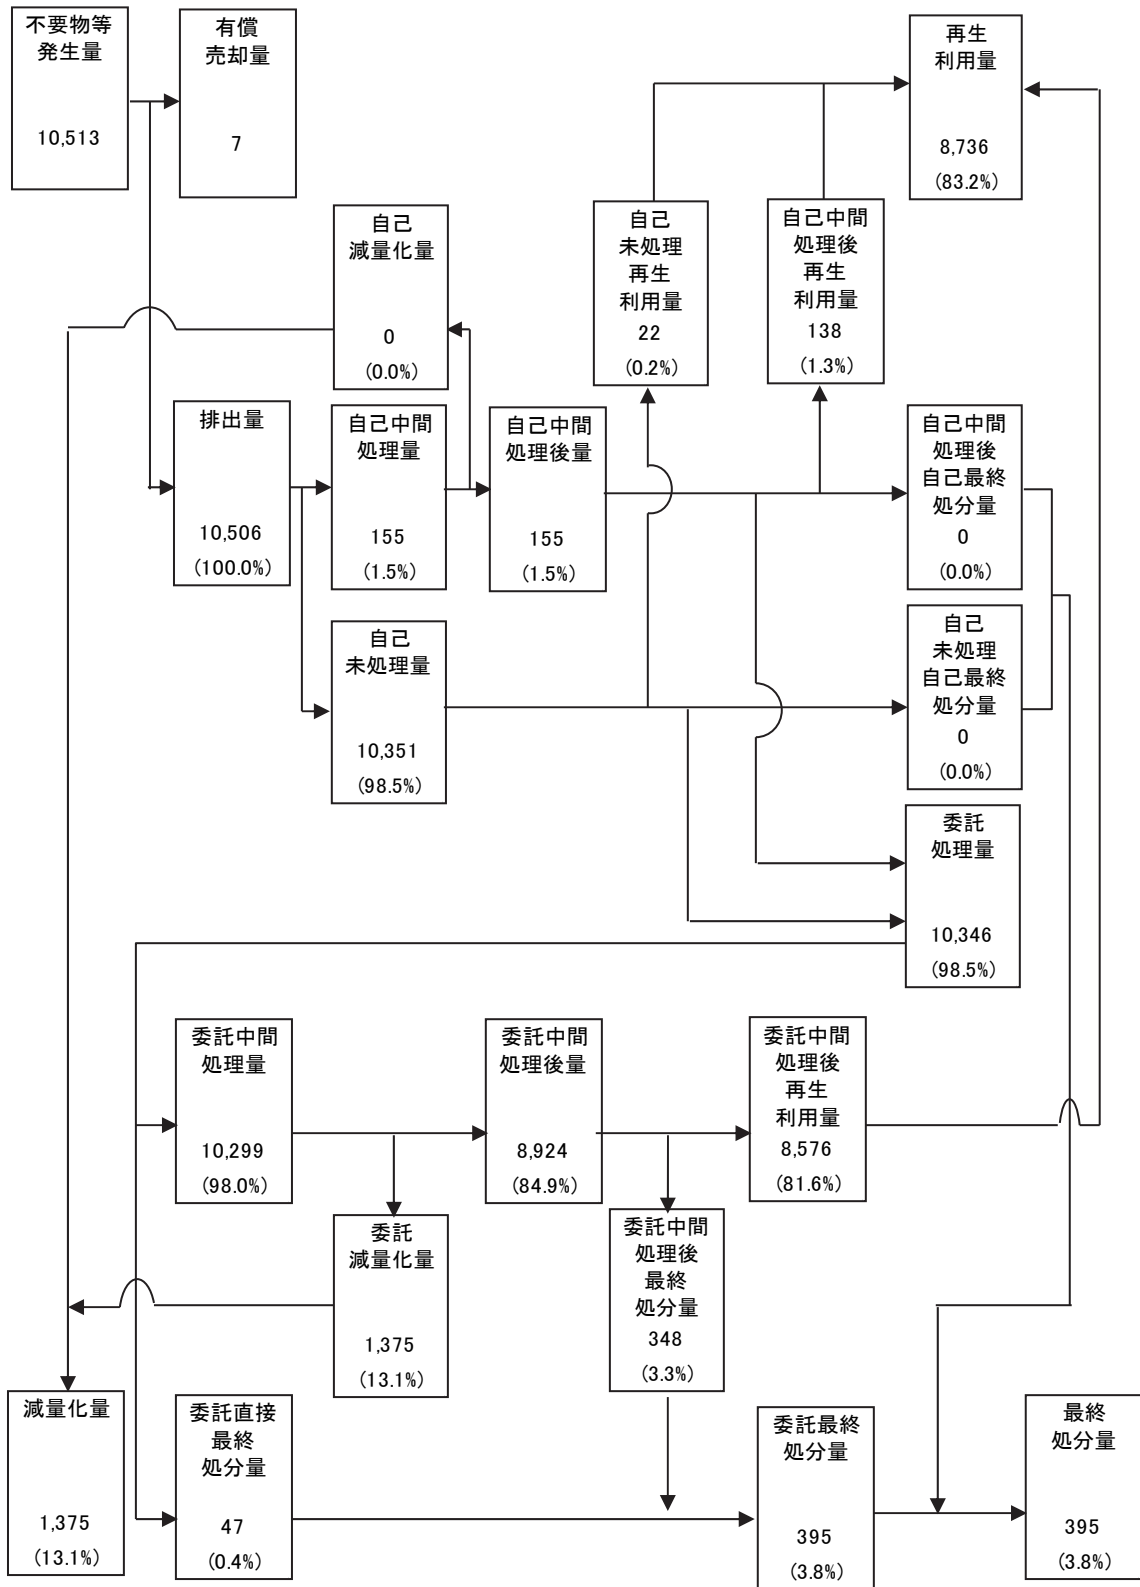 不要物等
発生量
10,513
有償
売却量
7
再生
利用量
8,736
(83.2%)
自己
減量化量
0
(0.0%)
自己
未処理
再生
利用量
22
(0.2%)
自己中間
処理後
再生
利用量
138
(1.3%)
排出量
10,506
(100.0%)
自己中間
処理量
155
(1.5%)
自己中間
処理後量
155
(1.5%)
自己中間
処理後
自己最終
処分量
0
(0.0%)
自己
未処理量
10,351
(98.5%)
自己
未処理
自己最終
処分量
0
(0.0%)
委託
処理量
10,346
(98.5%)
委託中間
処理量
10,299
(98.0%)
委託中間
処理後量
8,924
(84.9%)
委託中間
処理後
再生
利用量
8,576
(81.6%)
委託
減量化量
1,375
(13.1%)
委託中間
処理後
最終
処分量
348
(3.3%)
減量化量
1,375
(13.1%)
委託直接
最終
処分量
47
(0.4%)
委託最終
処分量
395
(3.8%)
最終
処分量
395
(3.8%)